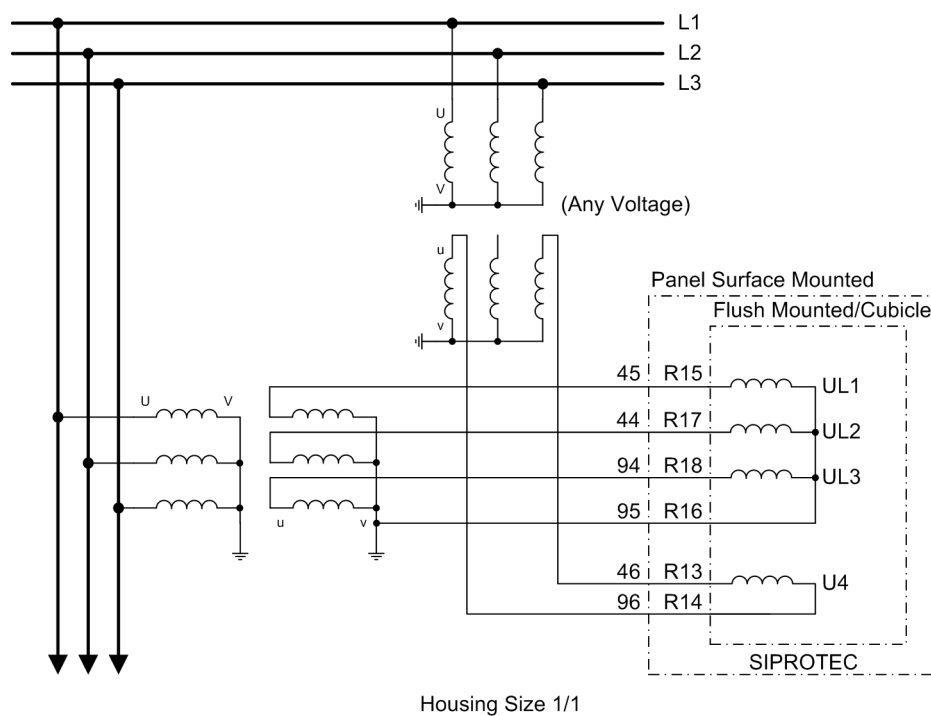 L1
L2
L3
U
V
(Any Voltage)
u
v
Panel Surface Mounted
Flush Mounted/Cubicle
45 R15 UL1
U V
44 R17 UL2
94 R18 UL3
u v
95 R16
46 R13 U4
96 R14
SIPROTEC
Housing Size 1/1